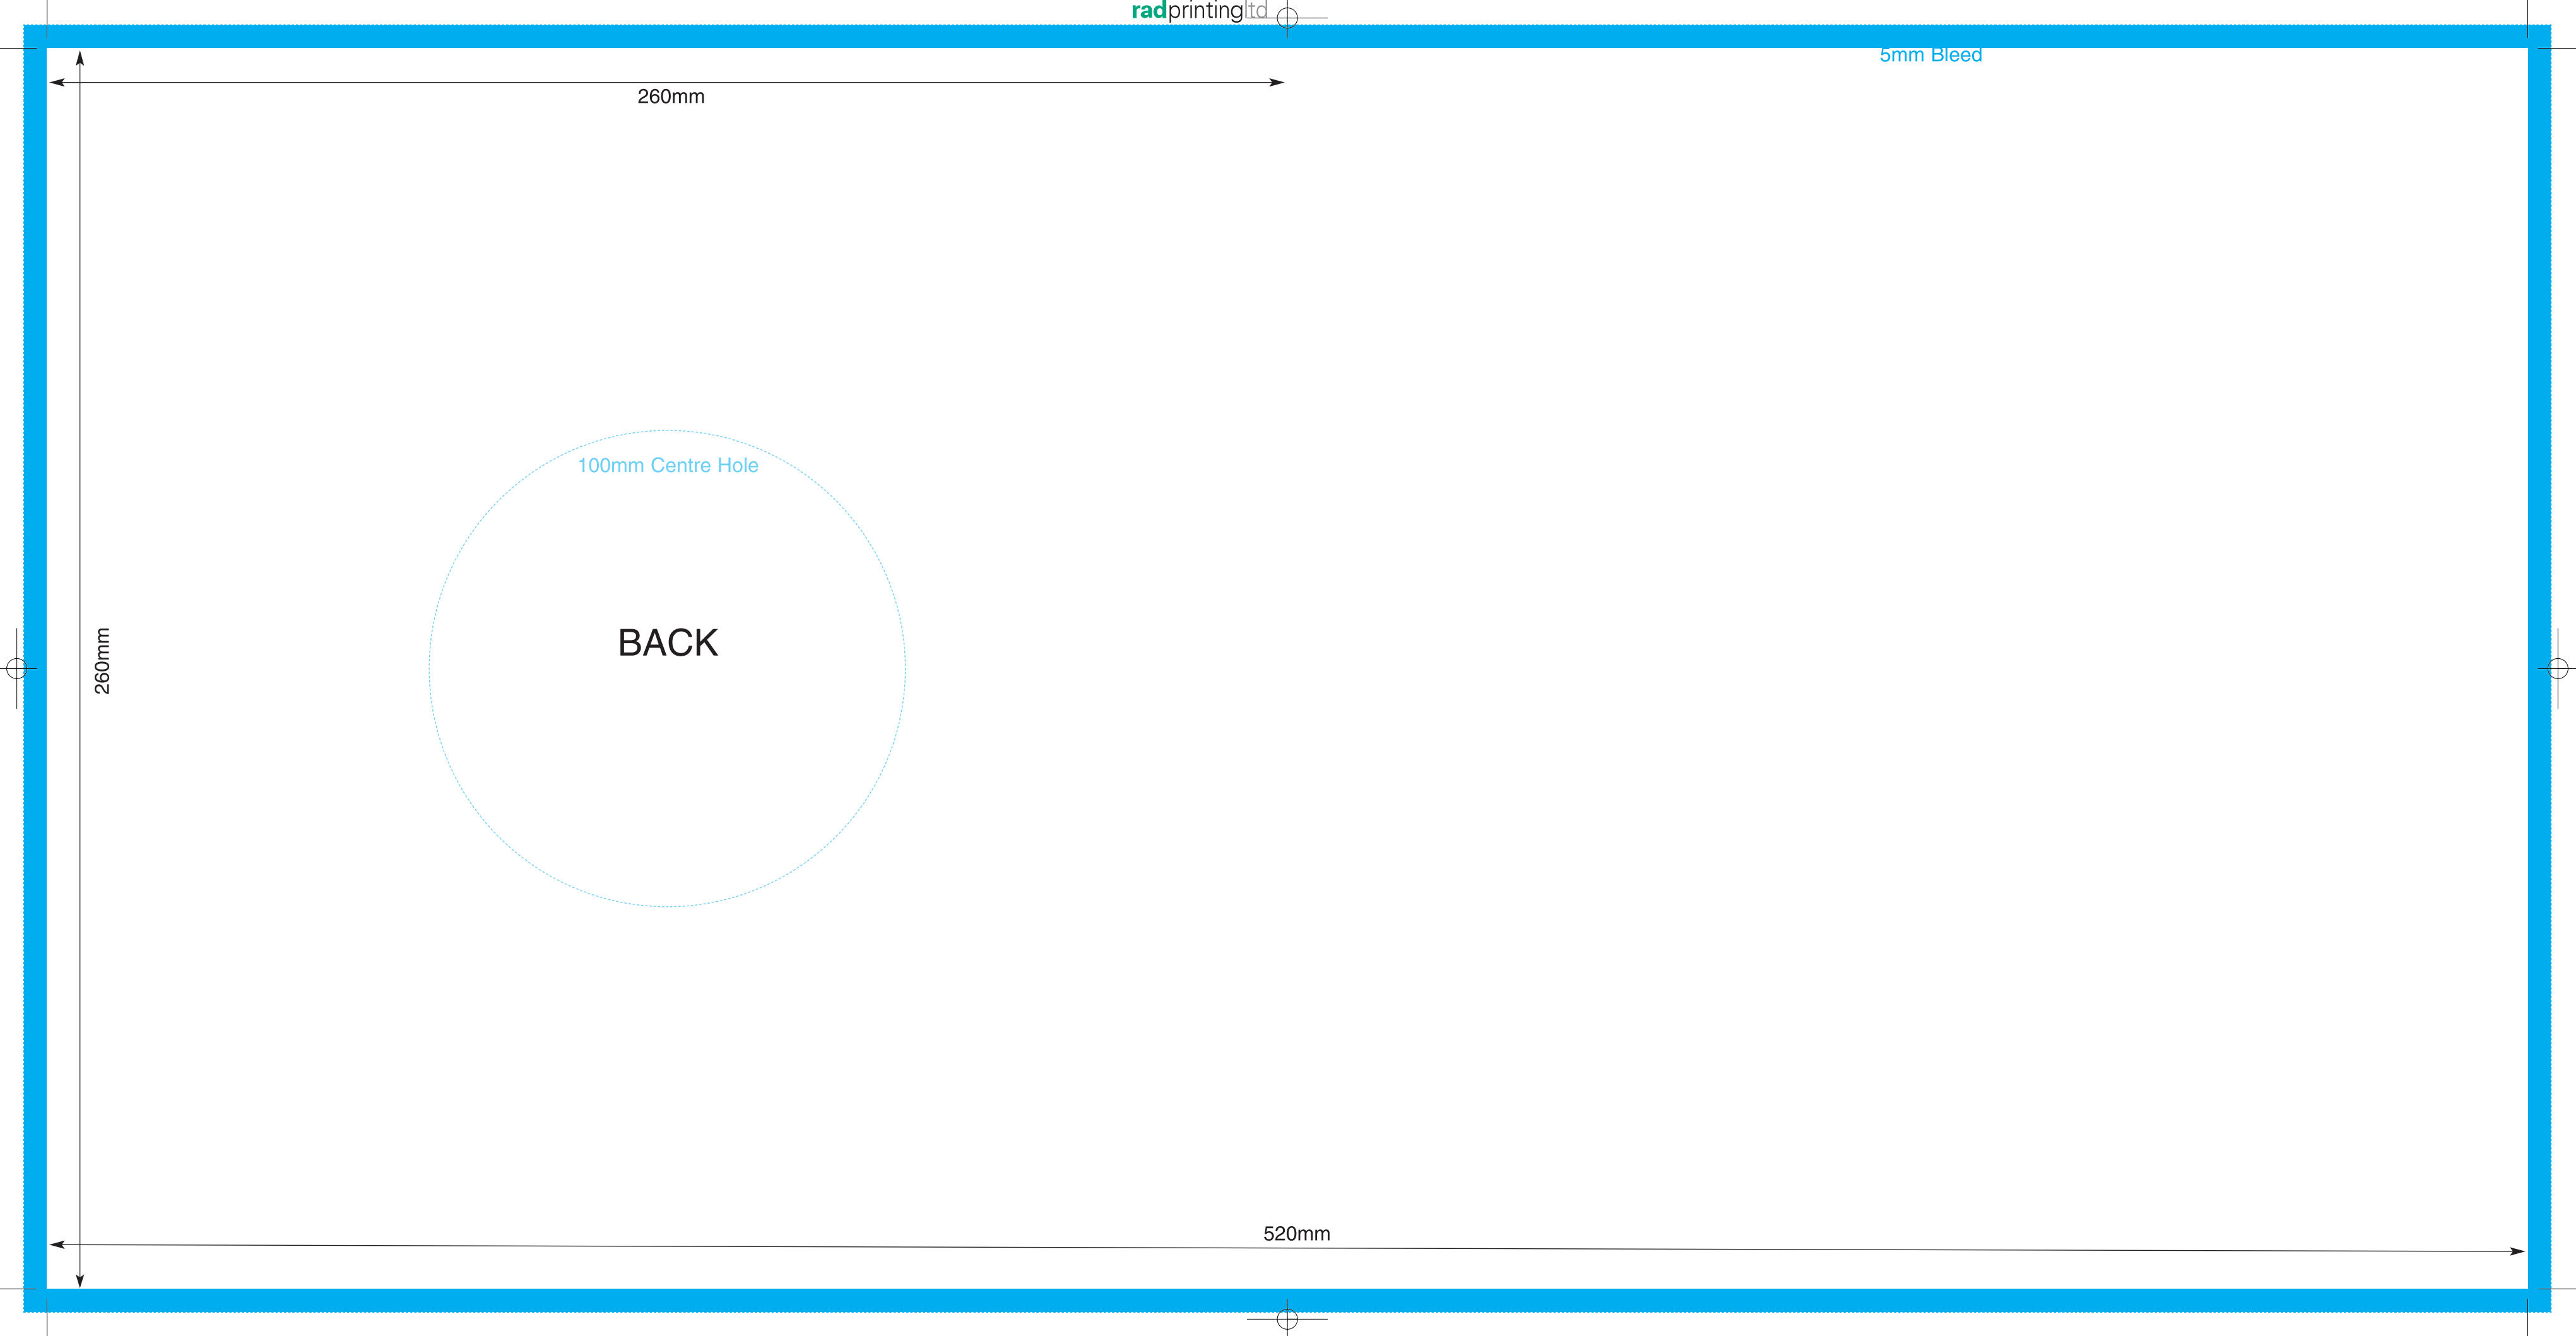 radprintingltd
5mm Bleed
260mm
100mm Centre Hole
BACK
260mm
520mm